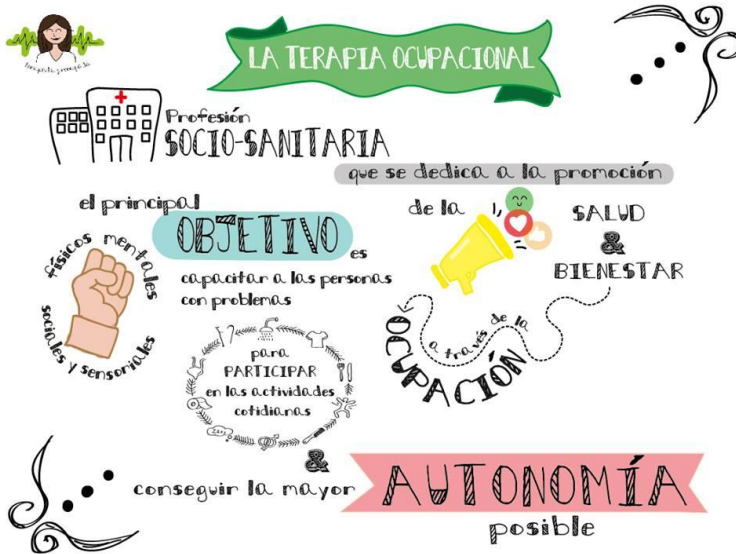 LA TERAPIA OCUPACIONAL
Profesión
SOCIO-SANITARIA
que se dedica a la promoción
de la
SALUD
&
BIENESTAR
a través de la
OCUPACIÓN
el principal
OBJETIVO
es
capacitar a las personas
con problemas
físicos mentales
sociales y sensoriales
para
PARTICIPAR
en las actividades
cotidianas
&
conseguir la mayor
AUTONOMÍA
posible